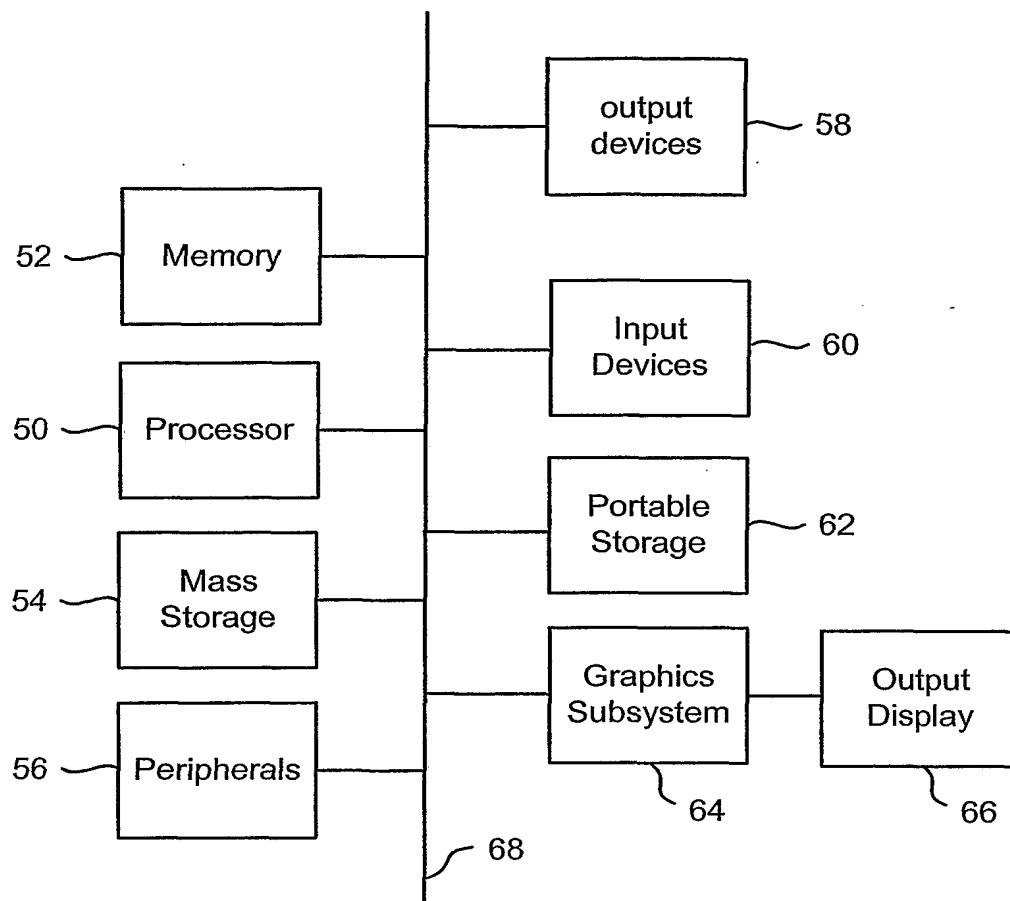 output
devices
58
52
Memory
Input
Devices
60
50
Processor
Portable
Storage
62
54
Mass
Storage
Graphics
Subsystem
Output
Display
56
Peripherals
64
66
68